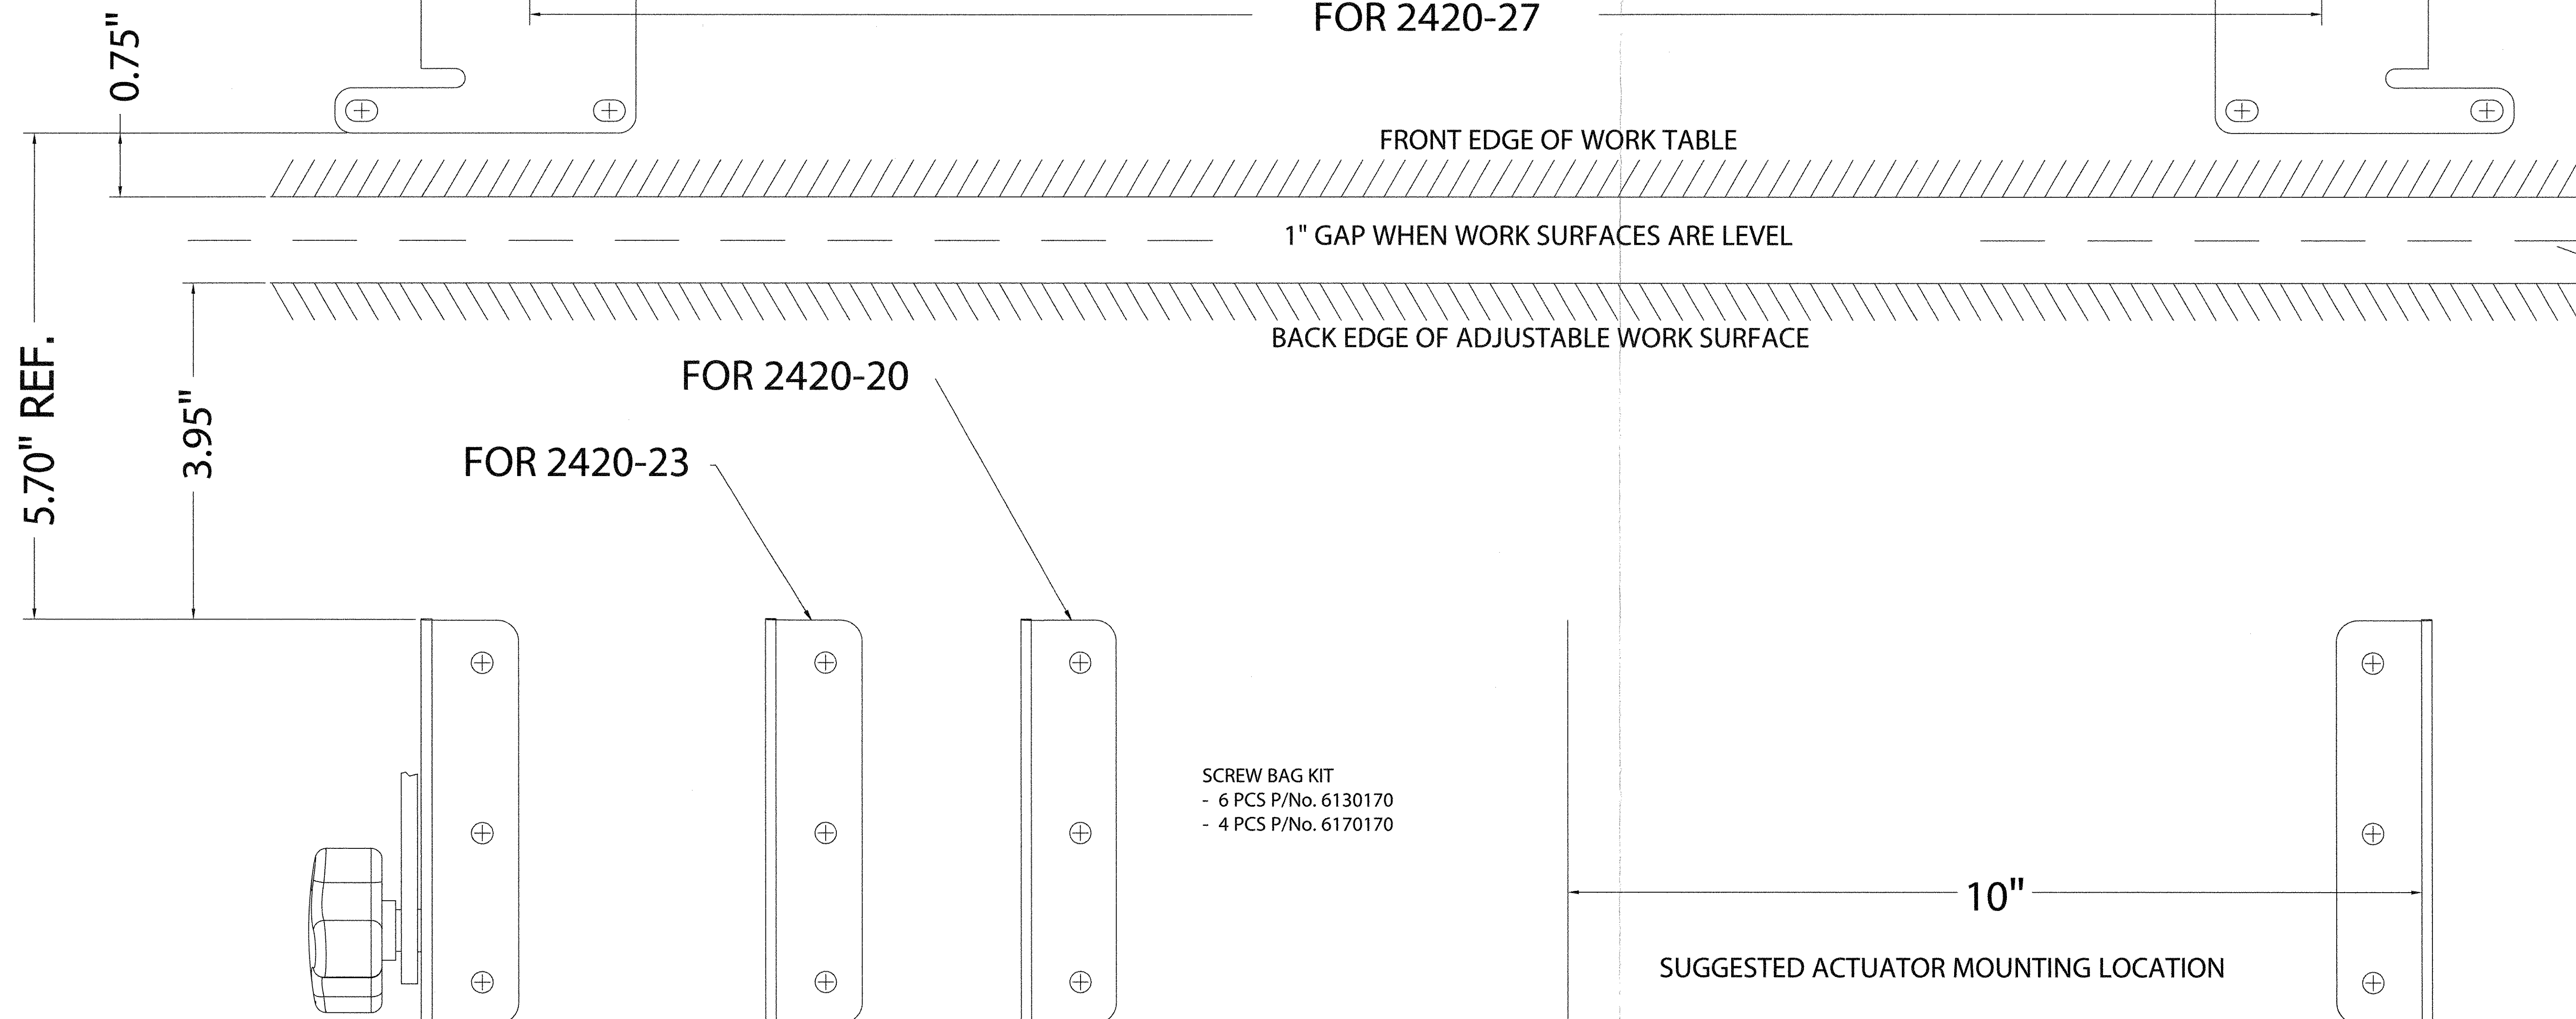 FOR 2420-27
0.75"
FRONT EDGE OF WORK TABLE
1" GAP WHEN WORK SURFACES ARE LEVEL
BACK EDGE OF ADJUSTABLE WORK SURFACE
5.70" REF.
3.95"
FOR 2420-20
FOR 2420-23
SCREW BAG KIT
- 6 PCS P/No. 6130170
- 4 PCS P/No. 6170170
10"
SUGGESTED ACTUATOR MOUNTING LOCATION